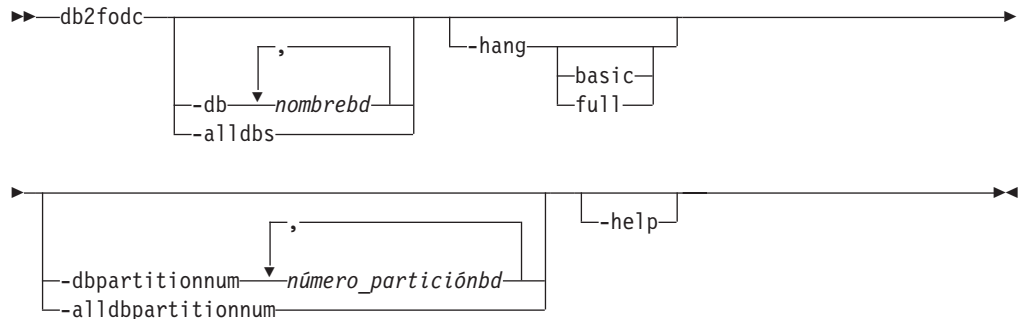 db2fodc
,
-db nombrebd
-alldbs
-hang
basic
full
,
-dbpartitionnum número_particiónbd
-alldbpartitionnum
-help